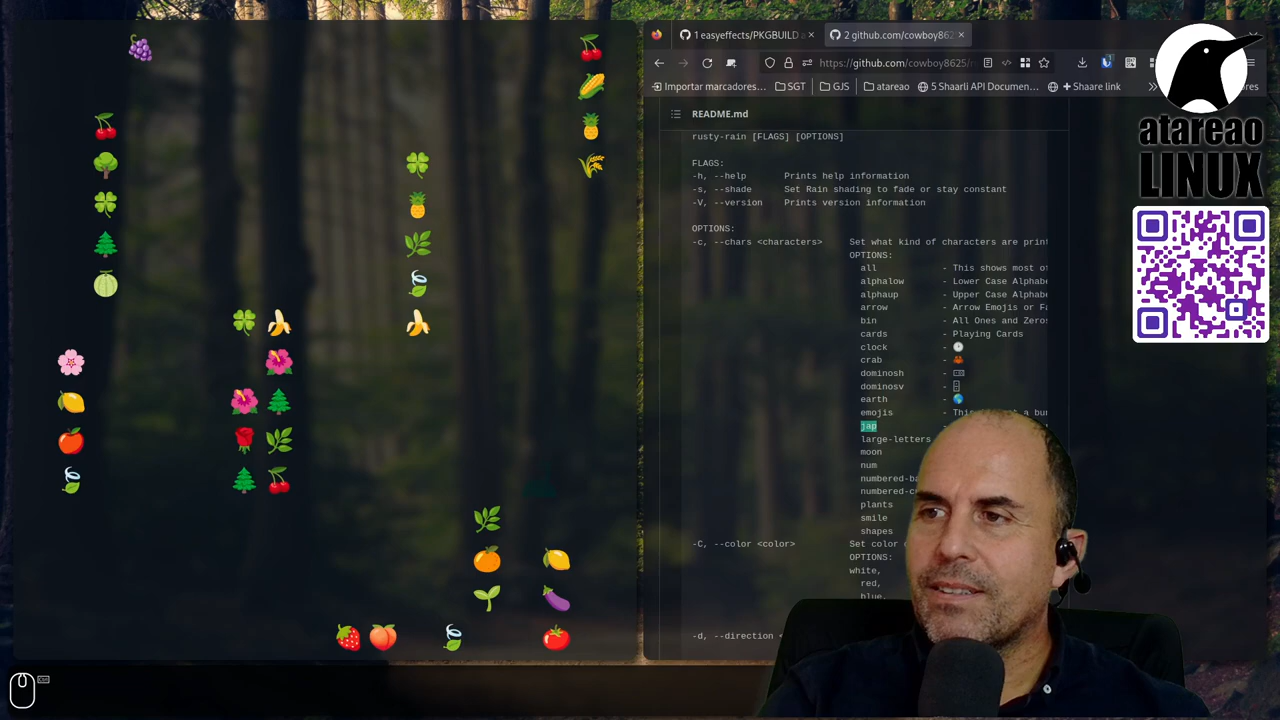 1 easyeffects/PKGBUILD
2 github.com/cowboy862
https://github.com/cowboy8625/
Importar marcadores…
SGT
GJS
atareao
5 Shaarli API Documen…
Shaare link
README.md
rusty-rain [FLAGS] [OPTIONS]
FLAGS:
-h, --help Prints help information
-s, --shade Set Rain shading to fade or stay constant
-V, --version Prints version information
OPTIONS:
-c, --chars <characters> Set what kind of characters are print
OPTIONS:
all - This shows most of
alphalow - Lower Case Alphabe
alphaup - Upper Case Alphabe
arrow - Arrow Emojis or Fa
bin - All Ones and Zeros
cards - Playing Cards
clock - 🕑
crab - 🦀
dominosh -
dominosv -
earth - 🌎
emojis -
jap -
large-letters
moon
num
numbered-ba
numbered-c
plants
smile
shapes
-C, --color <color> Set color
OPTIONS:
white,
red,
blue,
-d, --direction <
atareao
LINUX